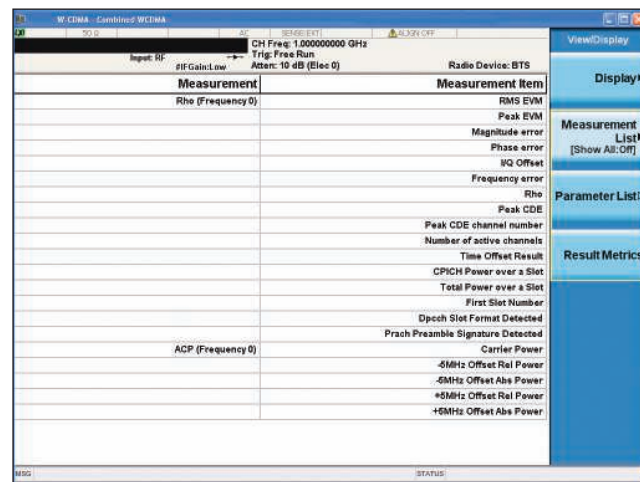 W-CDMA - Combined WCDMA
50 Ω AC SENSE:EXT ALIGN OFF
CH Freq: 1.000000000 GHz
Input: RF Trig: Free Run
#IFGain:Low Atten: 10 dB (Elec 0) Radio Device: BTS
View/Display
Display
Measurement List
[Show All:Off]
Parameter List
Result Metrics
Measurement Measurement Item
Rho (Frequency 0) RMS EVM
Peak EVM
Magnitude error
Phase error
I/Q Offset
Frequency error
Rho
Peak CDE
Peak CDE channel number
Number of active channels
Time Offset Result
CPICH Power over a Slot
Total Power over a Slot
First Slot Number
Dpcch Slot Format Detected
Prach Preamble Signature Detected
ACP (Frequency 0) Carrier Power
-5MHz Offset Rel Power
-5MHz Offset Abs Power
+5MHz Offset Rel Power
+5MHz Offset Abs Power
MSG STATUS